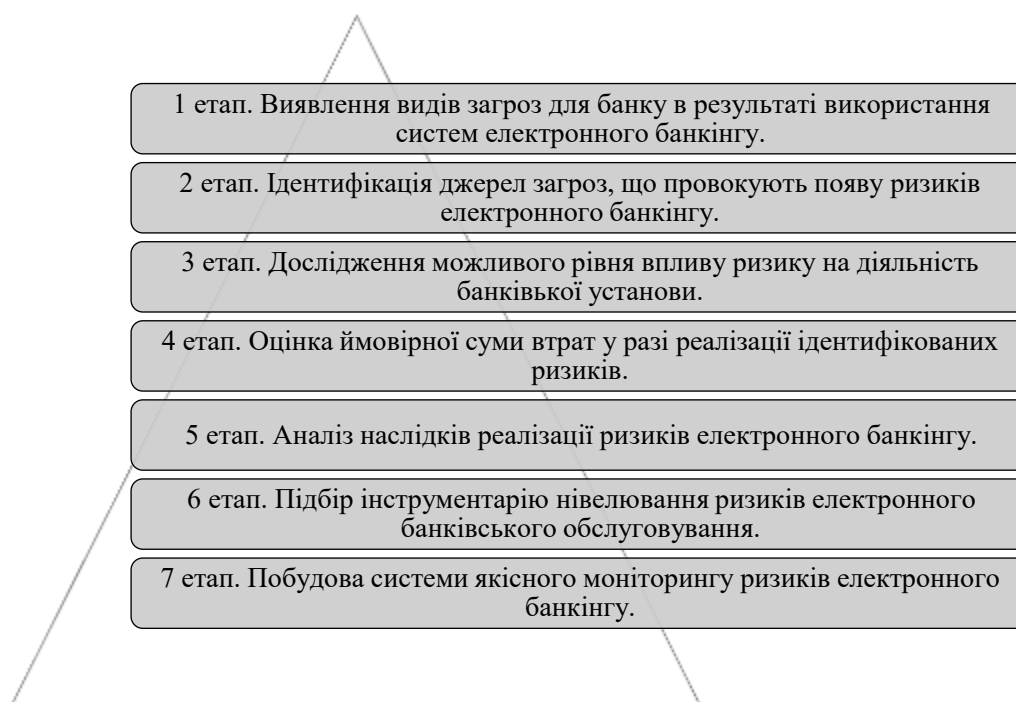 1 етап. Виявлення видів загроз для банку в результаті використання
систем електронного банкінгу.
2 етап. Ідентифікація джерел загроз, що провокують появу ризиків
електронного банкінгу.
3 етап. Дослідження можливого рівня впливу ризику на діяльність
банківької установи.
4 етап. Оцінка ймовірної суми втрат у разі реалізації ідентифікованих
ризиків.
5 етап. Аналіз наслідків реалізації ризиків електронного банкінгу.
6 етап. Підбір інструментарію нівелювання ризиків електронного
банківського обслуговування.
7 етап. Побудова системи якісного моніторингу ризиків електронного
банкінгу.